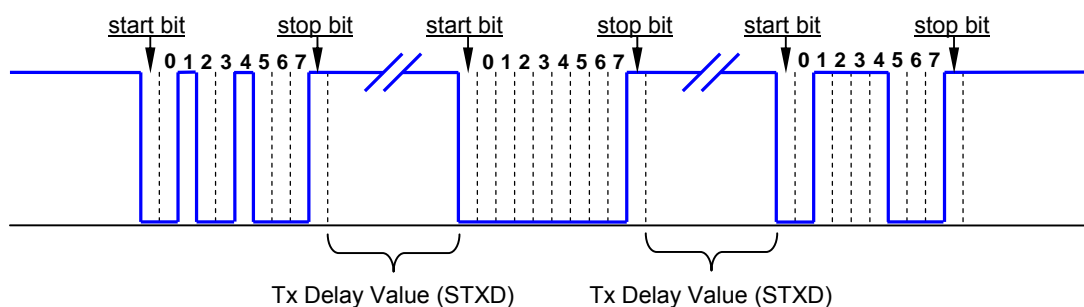 start bit stop bit start bit stop bit start bit stop bit
0 1 2 3 4 5 6 7 0 1 2 3 4 5 6 7 0 1 2 3 4 5 6 7
Tx Delay Value (STXD) Tx Delay Value (STXD)